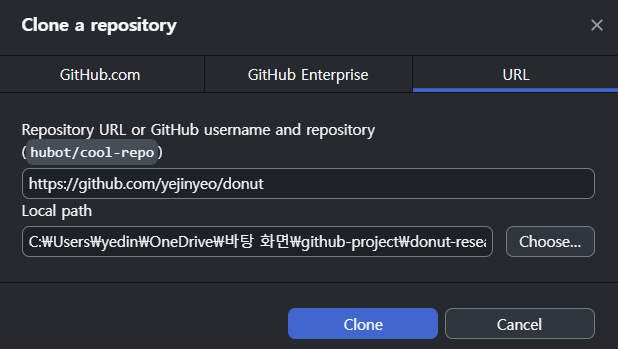 Clone a repository
GitHub.com
GitHub Enterprise
URL
Repository URL or GitHub username and repository
(hubot/cool-repo)
https://github.com/yejinyeo/donut
Local path
C:₩Users₩yedin₩OneDrive₩바탕 화면₩github-project₩donut-resea
Choose...
Clone
Cancel